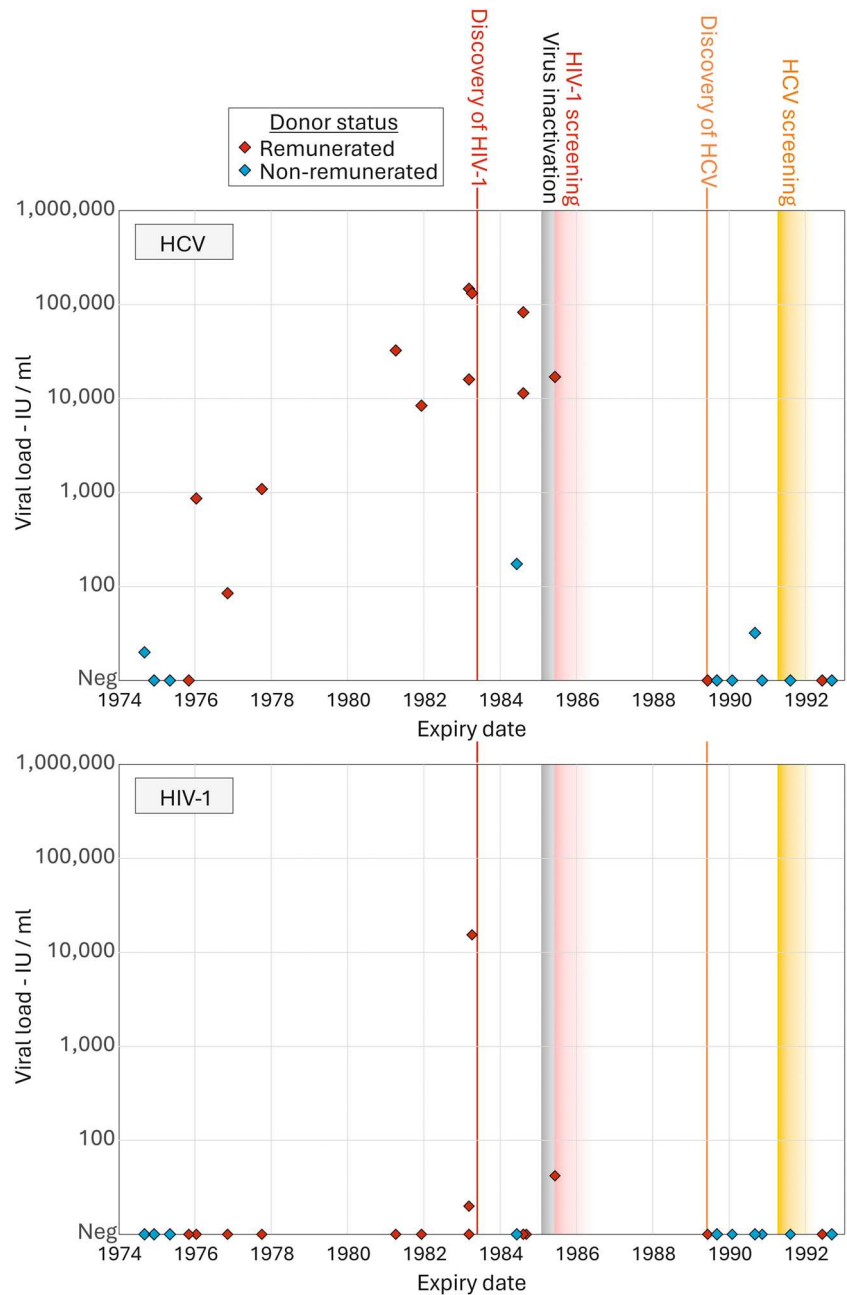 Discovery of HIV-1
Virus inactivation
HIV-1 screening
Discovery of HCV
HCV screening
Donor status
Remunerated
Non-remunerated
HCV
Viral load - IU / ml
1,000,000
100,000
10,000
1,000
100
Neg
1974 1976 1978 1980 1982 1984 1986 1988 1990 1992
Expiry date
HIV-1
Viral load - IU / ml
1,000,000
100,000
10,000
1,000
100
Neg
1974 1976 1978 1980 1982 1984 1986 1988 1990 1992
Expiry date